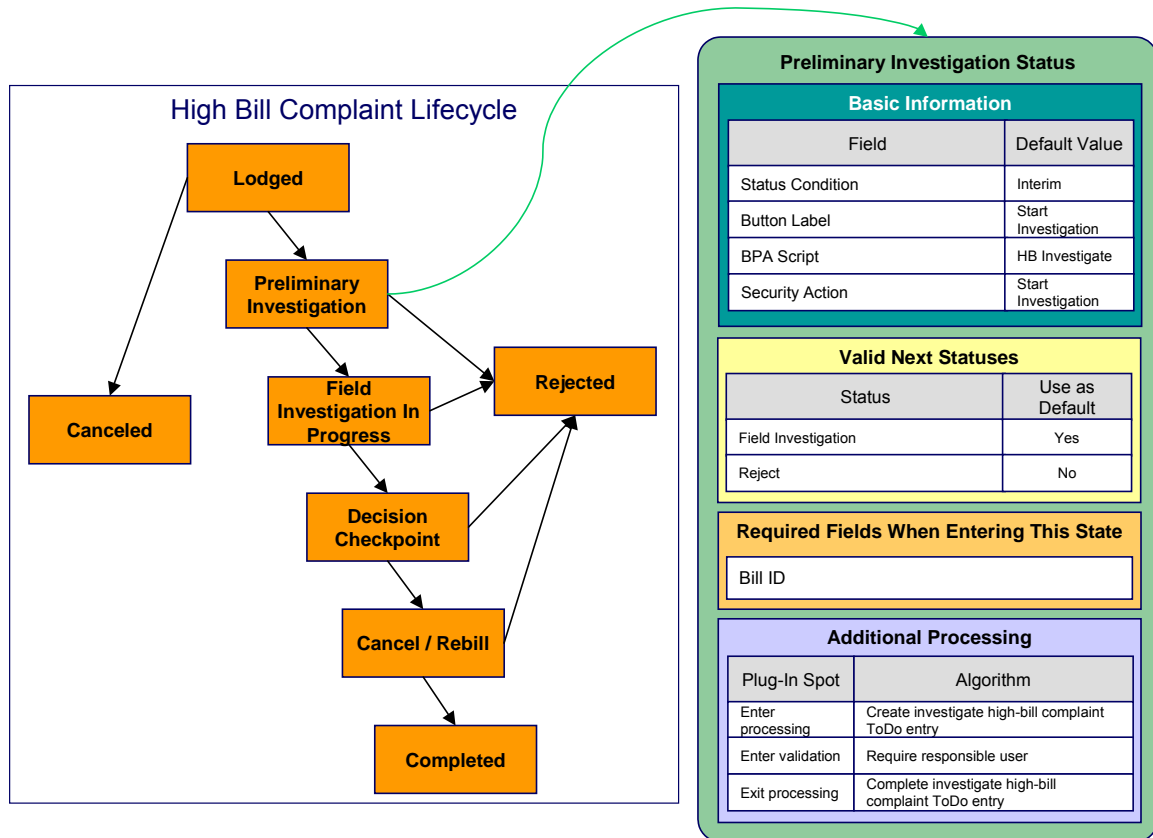 High Bill Complaint Lifecycle
Lodged
Preliminary
Investigation
Field
Investigation In
Progress
Rejected
Canceled
Decision
Checkpoint
Cancel / Rebill
Completed
Preliminary Investigation Status
Basic Information
Field
Default Value
Status Condition
Interim
Button Label
Start
Investigation
BPA Script
HB Investigate
Security Action
Start
Investigation
Valid Next Statuses
Status
Use as
Default
Field Investigation
Yes
Reject
No
Required Fields When Entering This State
Bill ID
Additional Processing
Plug-In Spot
Algorithm
Enter
processing
Create investigate high-bill complaint
ToDo entry
Enter validation
Require responsible user
Exit processing
Complete investigate high-bill
complaint ToDo entry